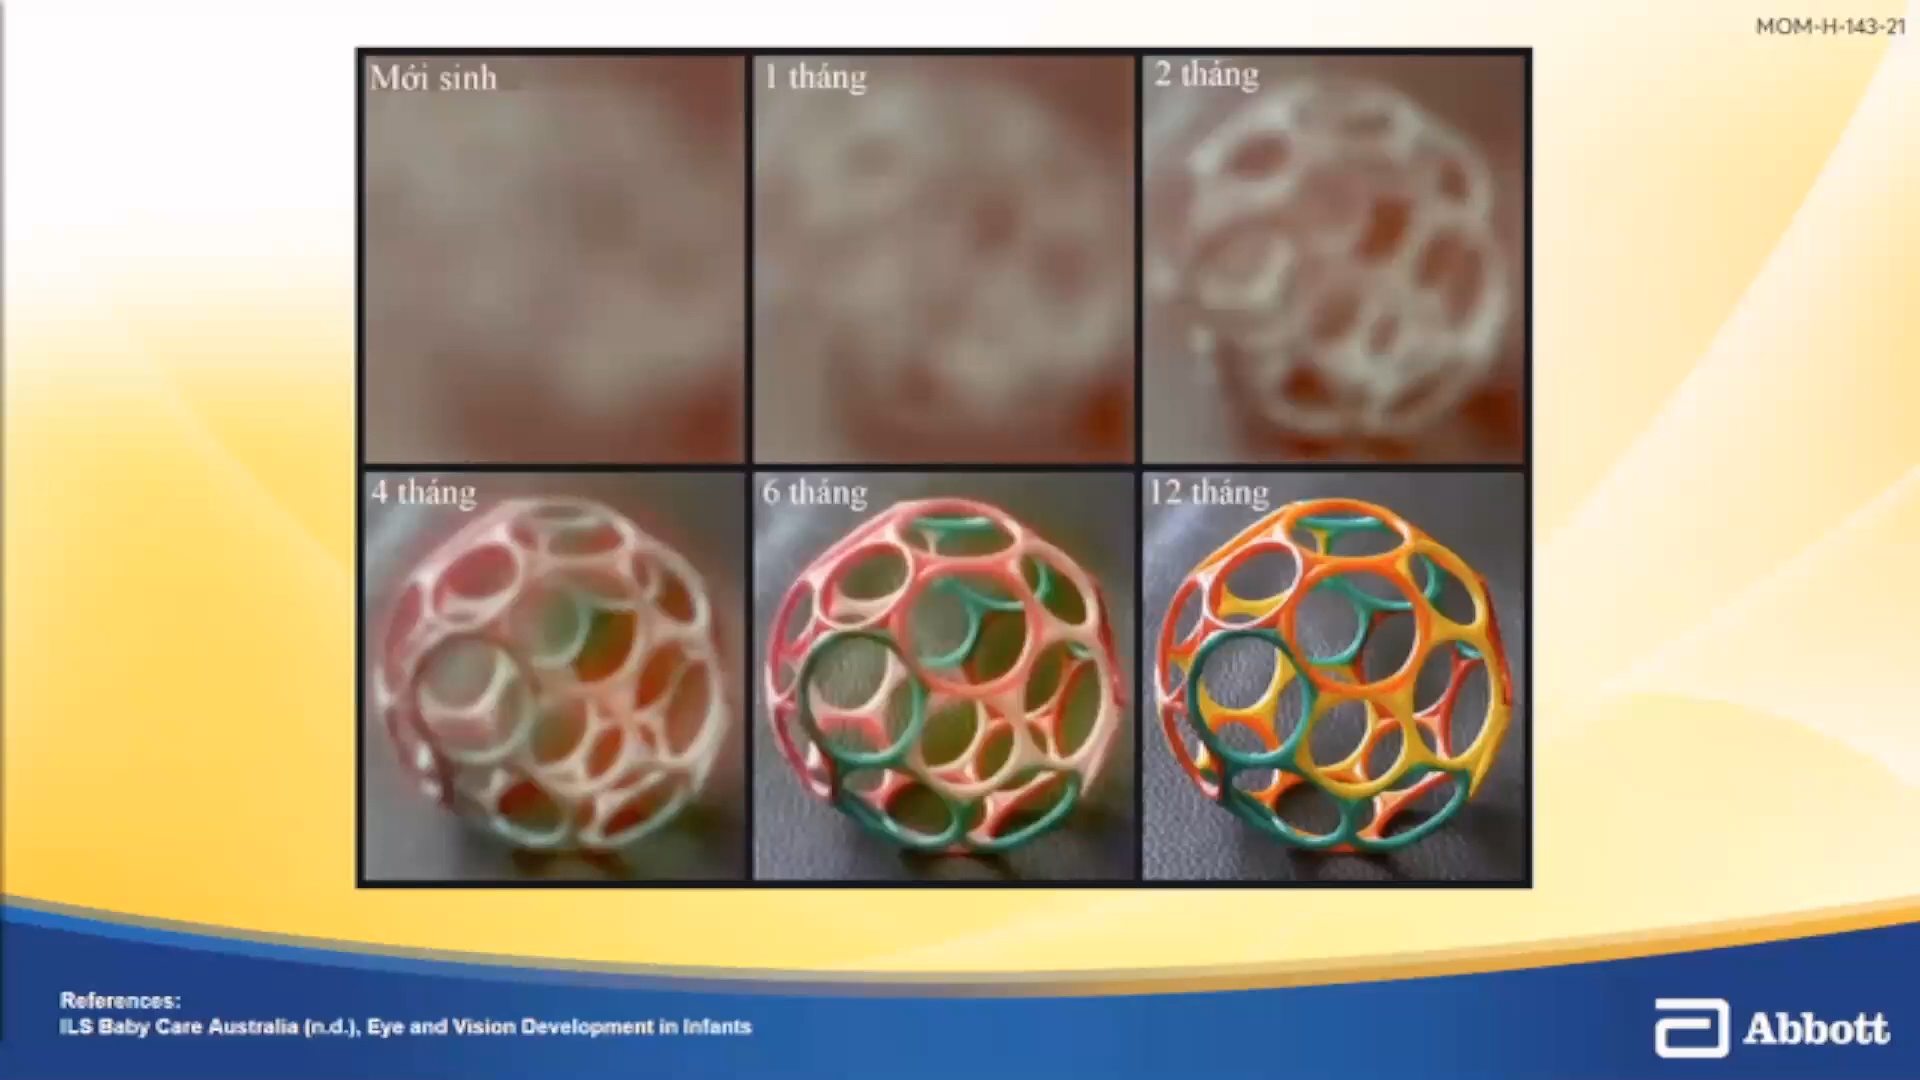 MOM-H-143-21
Mới sinh
1 tháng
2 tháng
4 tháng
6 tháng
12 tháng
References:
ILS Baby Care Australia (n.d.), Eye and Vision Development in Infants
Abbott